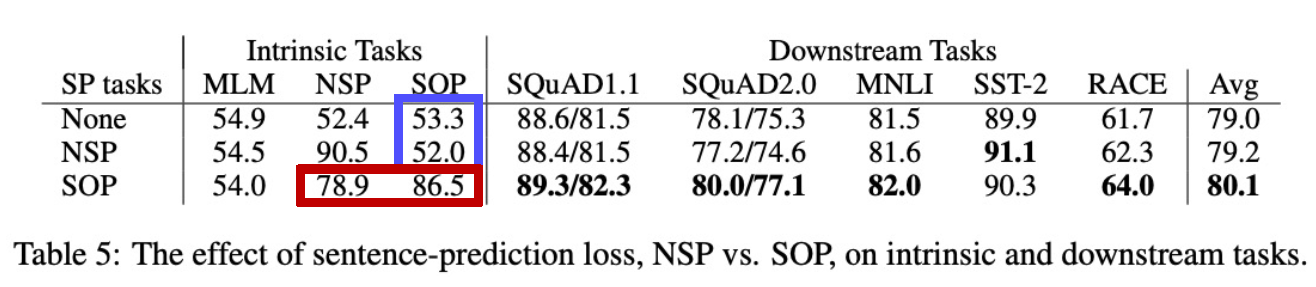 Intrinsic Tasks Downstream Tasks
SP tasks MLM NSP SOP SQuAD1.1 SQuAD2.0 MNLI SST-2 RACE Avg
None 54.9 52.4 53.3 88.6/81.5 78.1/75.3 81.5 89.9 61.7 79.0
NSP 54.5 90.5 52.0 88.4/81.5 77.2/74.6 81.6 91.1 62.3 79.2
SOP 54.0 78.9 86.5 89.3/82.3 80.0/77.1 82.0 90.3 64.0 80.1
Table 5: The effect of sentence-prediction loss, NSP vs. SOP, on intrinsic and downstream tasks.